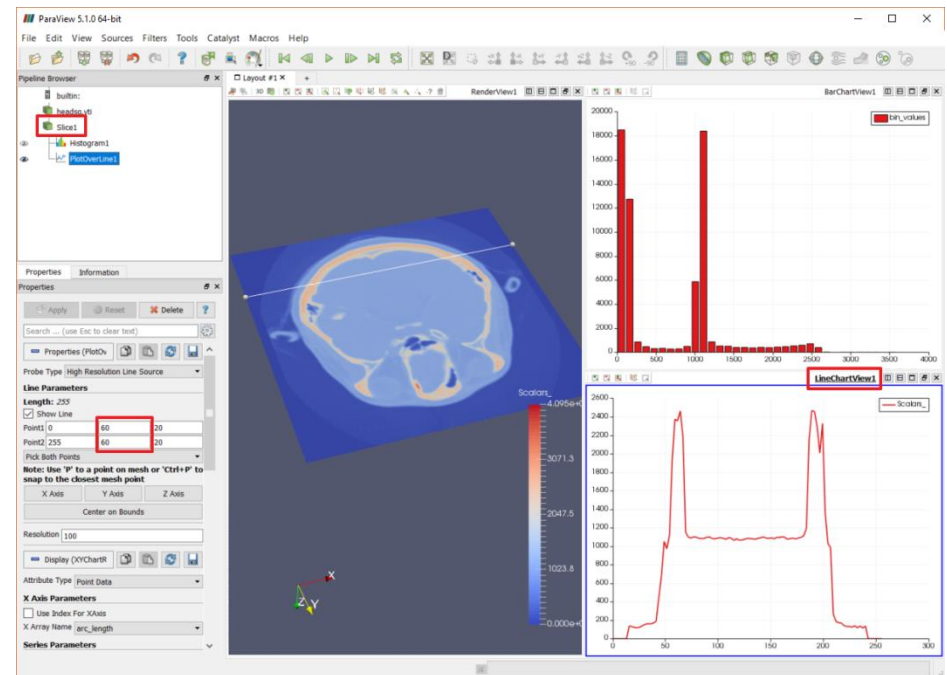 ParaView 5.1.0 64-bit
File Edit View Sources Filters Tools Catalyst Macros Help
Pipeline Browser
builtin:
headsq.vti
Slice1
Histogram1
PlotOverLine1
Properties Information
Properties
Apply Reset Delete ?
Search ... (use Esc to clear text)
Properties (PlotOv
Probe Type High Resolution Line Source
Line Parameters
Length: 255
Show Line
Point1 0 60 20
Point2 255 60 20
Pick Both Points
Note: Use 'P' to a point on mesh or 'Ctrl+P' to
snap to the closest mesh point
X Axis Y Axis Z Axis
Center on Bounds
Resolution 100
Display (XYChartR
Attribute Type Point Data
X Axis Parameters
Use Index For XAxis
X Array Name arc_length
Series Parameters
Layout #1 × +
3D RenderView1
Scalars_
4.095e+0
3071.3
2047.5
1023.8
0.000e+0
X
Z Y
BarChartView1
bin_values
20000
18000
16000
14000
12000
10000
8000
6000
4000
2000
0
0 500 1000 1500 2000 2500 3000 3500 4000
LineChartView1
Scalars_
2600
2400
2200
2000
1800
1600
1400
1200
1000
800
600
400
200
0
0 50 100 150 200 250 300